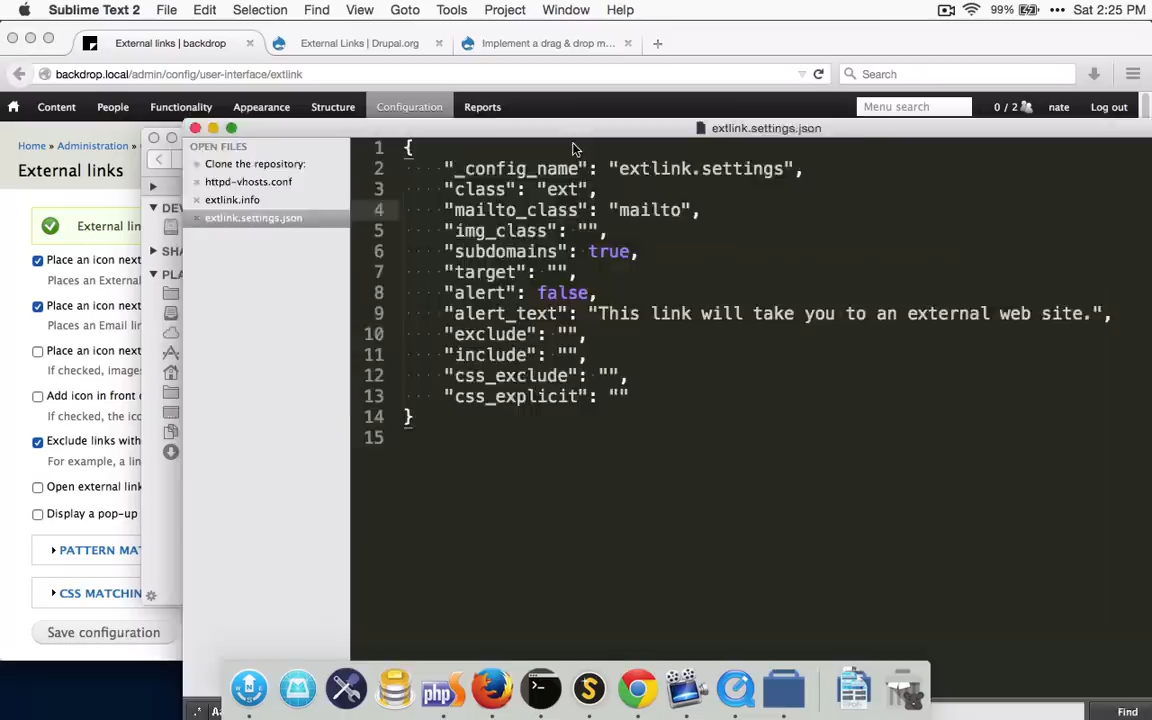 Sublime Text 2 File Edit Selection Find View Goto Tools Project Window Help 99% Sat 2:25 PM
External links | backdrop External Links | Drupal.org Implement a drag & drop m...
backdrop.local/admin/config/user-interface/extlink Search
Content People Functionality Appearance Structure Configuration Reports Menu search 0 / 2 nate Log out
Home » Administration »
External links
External lin
Place an icon next
Places an External
Place an icon next
Places an Email lin
Place an icon next
If checked, images
Add icon in front o
If checked, the ico
Exclude links with
For example, a lin
Open external link
Display a pop-up
PATTERN MA
CSS MATCHIN
Save configuration
DEV
SHA
PLA
extlink.settings.json
OPEN FILES
Clone the repository:
httpd-vhosts.conf
extlink.info
extlink.settings.json
1 {
2 "_config_name": "extlink.settings",
3 "class": "ext",
4 "mailto_class": "mailto",
5 "img_class": "",
6 "subdomains": true,
7 "target": "",
8 "alert": false,
9 "alert_text": "This link will take you to an external web site.",
10 "exclude": "",
11 "include": "",
12 "css_exclude": "",
13 "css_explicit": ""
14 }
15
php
.* Find